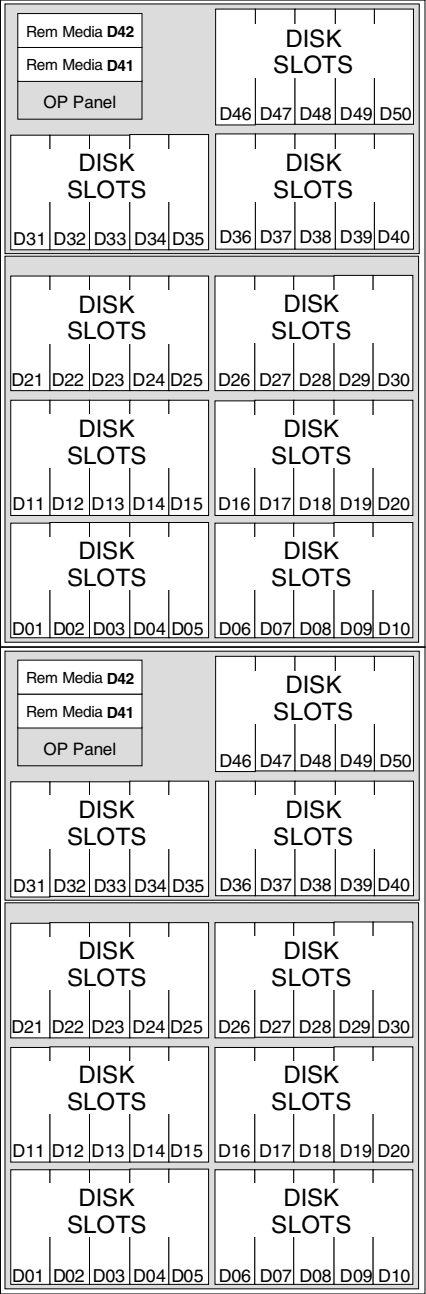 Rem Media D42
Rem Media D41
OP Panel
DISK
SLOTS
D46 D47 D48 D49 D50
DISK
SLOTS
D31 D32 D33 D34 D35
DISK
SLOTS
D36 D37 D38 D39 D40
DISK
SLOTS
D21 D22 D23 D24 D25
DISK
SLOTS
D26 D27 D28 D29 D30
DISK
SLOTS
D11 D12 D13 D14 D15
DISK
SLOTS
D16 D17 D18 D19 D20
DISK
SLOTS
D01 D02 D03 D04 D05
DISK
SLOTS
D06 D07 D08 D09 D10
Rem Media D42
Rem Media D41
OP Panel
DISK
SLOTS
D46 D47 D48 D49 D50
DISK
SLOTS
D31 D32 D33 D34 D35
DISK
SLOTS
D36 D37 D38 D39 D40
DISK
SLOTS
D21 D22 D23 D24 D25
DISK
SLOTS
D26 D27 D28 D29 D30
DISK
SLOTS
D11 D12 D13 D14 D15
DISK
SLOTS
D16 D17 D18 D19 D20
DISK
SLOTS
D01 D02 D03 D04 D05
DISK
SLOTS
D06 D07 D08 D09 D10